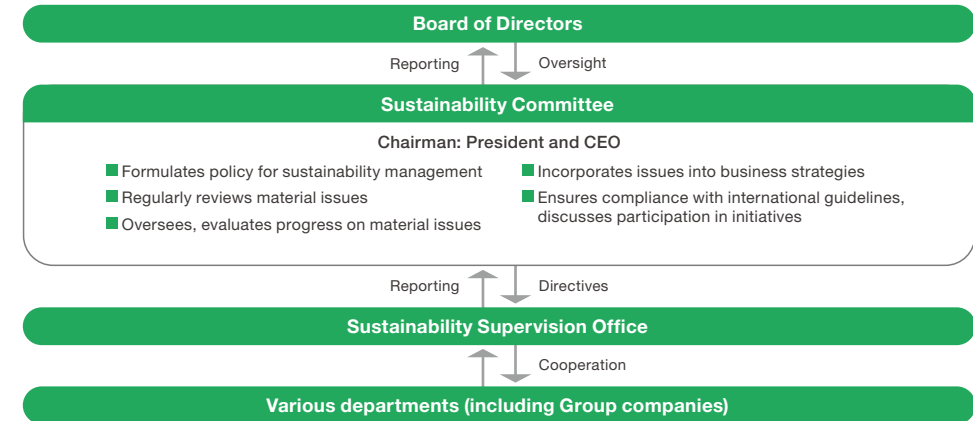 Board of Directors
Reporting
Oversight
Sustainability Committee
Chairman: President and CEO
Formulates policy for sustainability management
Regularly reviews material issues
Oversees, evaluates progress on material issues
Incorporates issues into business strategies
Ensures compliance with international guidelines,
discusses participation in initiatives
Reporting
Directives
Sustainability Supervision Office
Cooperation
Various departments (including Group companies)